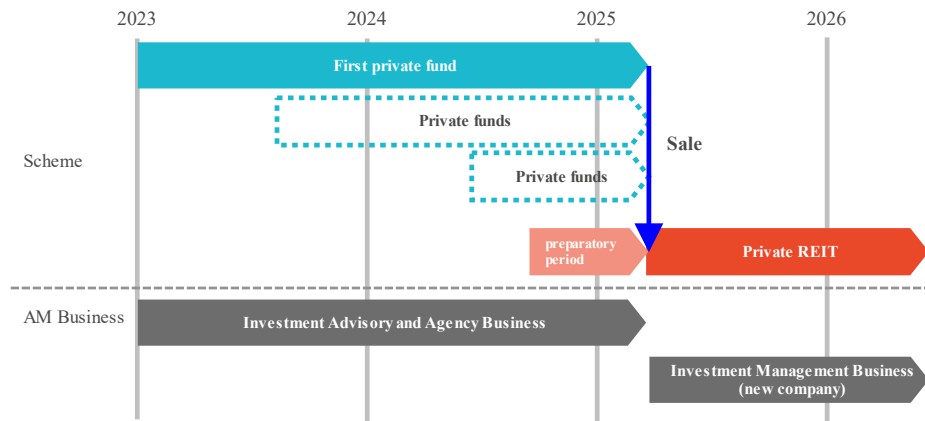 2023 2024 2025 2026
First private fund
Private funds
Sale
Scheme
Private funds
preparatory
period
Private REIT
AM Business
Investment Advisory and Agency Business
Investment Management Business
(new company)